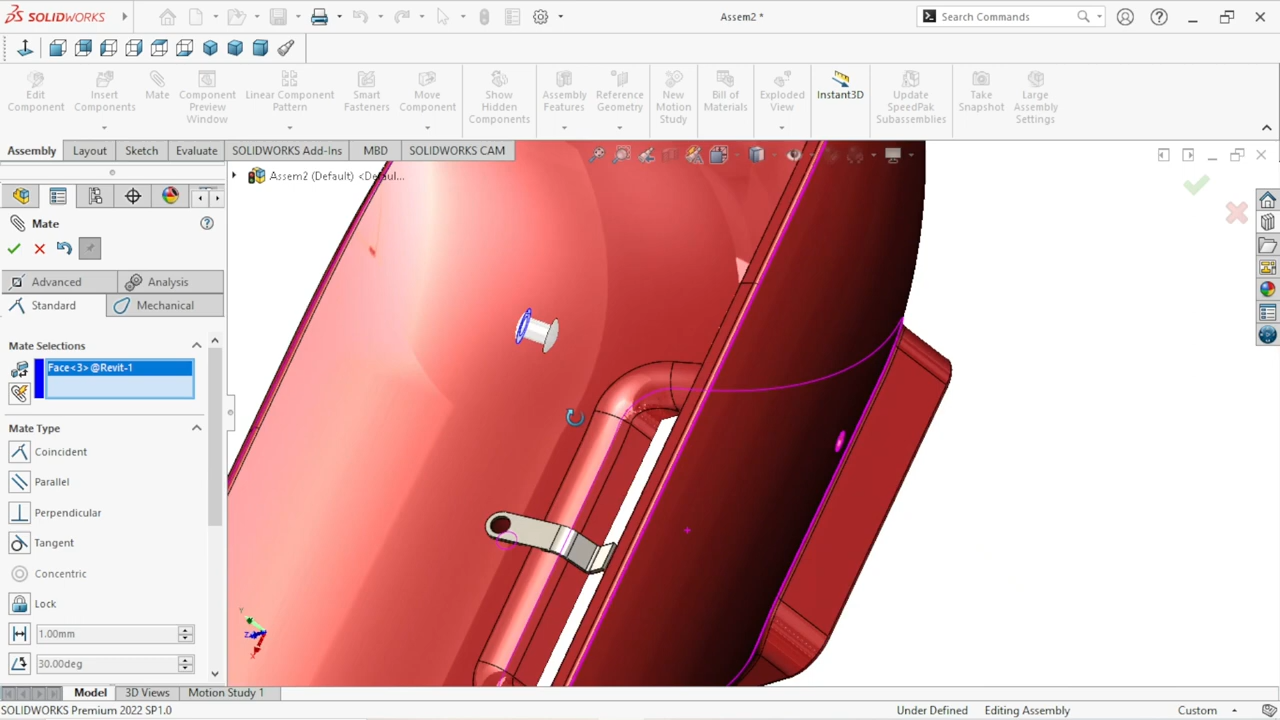 SOLIDWORKS
Assem2 *
Search Commands
Edit Component
Insert Components
Mate
Component Preview Window
Linear Component Pattern
Smart Fasteners
Move Component
Show Hidden Components
Assembly Features
Reference Geometry
New Motion Study
Bill of Materials
Exploded View
Instant3D
Update SpeedPak Subassemblies
Take Snapshot
Large Assembly Settings
Assembly
Layout
Sketch
Evaluate
SOLIDWORKS Add-Ins
MBD
SOLIDWORKS CAM
Assem2 (Default) <Defaul...
Mate
Advanced
Analysis
Standard
Mechanical
Mate Selections
Face<3>@Revit-1
Mate Type
Coincident
Parallel
Perpendicular
Tangent
Concentric
Lock
1.00mm
30.00deg
Y
Z
X
Model
3D Views
Motion Study 1
SOLIDWORKS Premium 2022 SP1.0
Under Defined
Editing Assembly
Custom